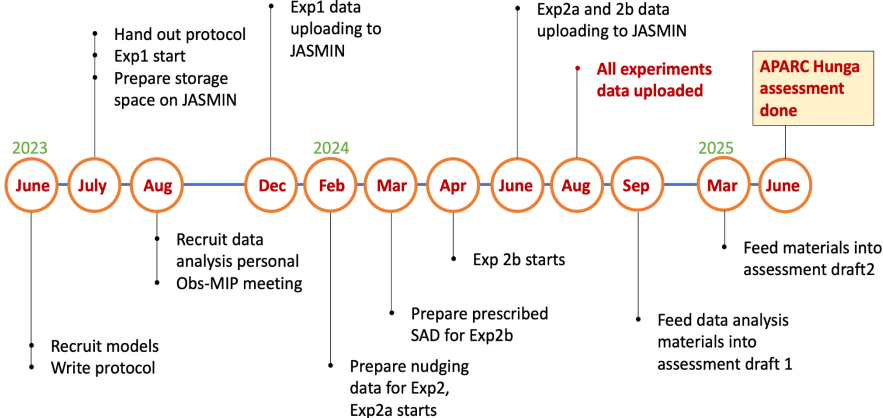 Hand out protocol
Exp1 start
Prepare storage
space on JASMIN
Exp1 data
uploading to
JASMIN
Exp2a and 2b data
uploading to JASMIN
All experiments
data uploaded
APARC Hunga
assessment
done
2023
2024
2025
June
July
Aug
Dec
Feb
Mar
Apr
June
Aug
Sep
Mar
June
Recruit models
Write protocol
Recruit data
analysis personal
Obs-MIP meeting
Prepare nudging
data for Exp2,
Exp2a starts
Prepare prescribed
SAD for Exp2b
Exp 2b starts
Feed data analysis
materials into
assessment draft 1
Feed materials into
assessment draft2